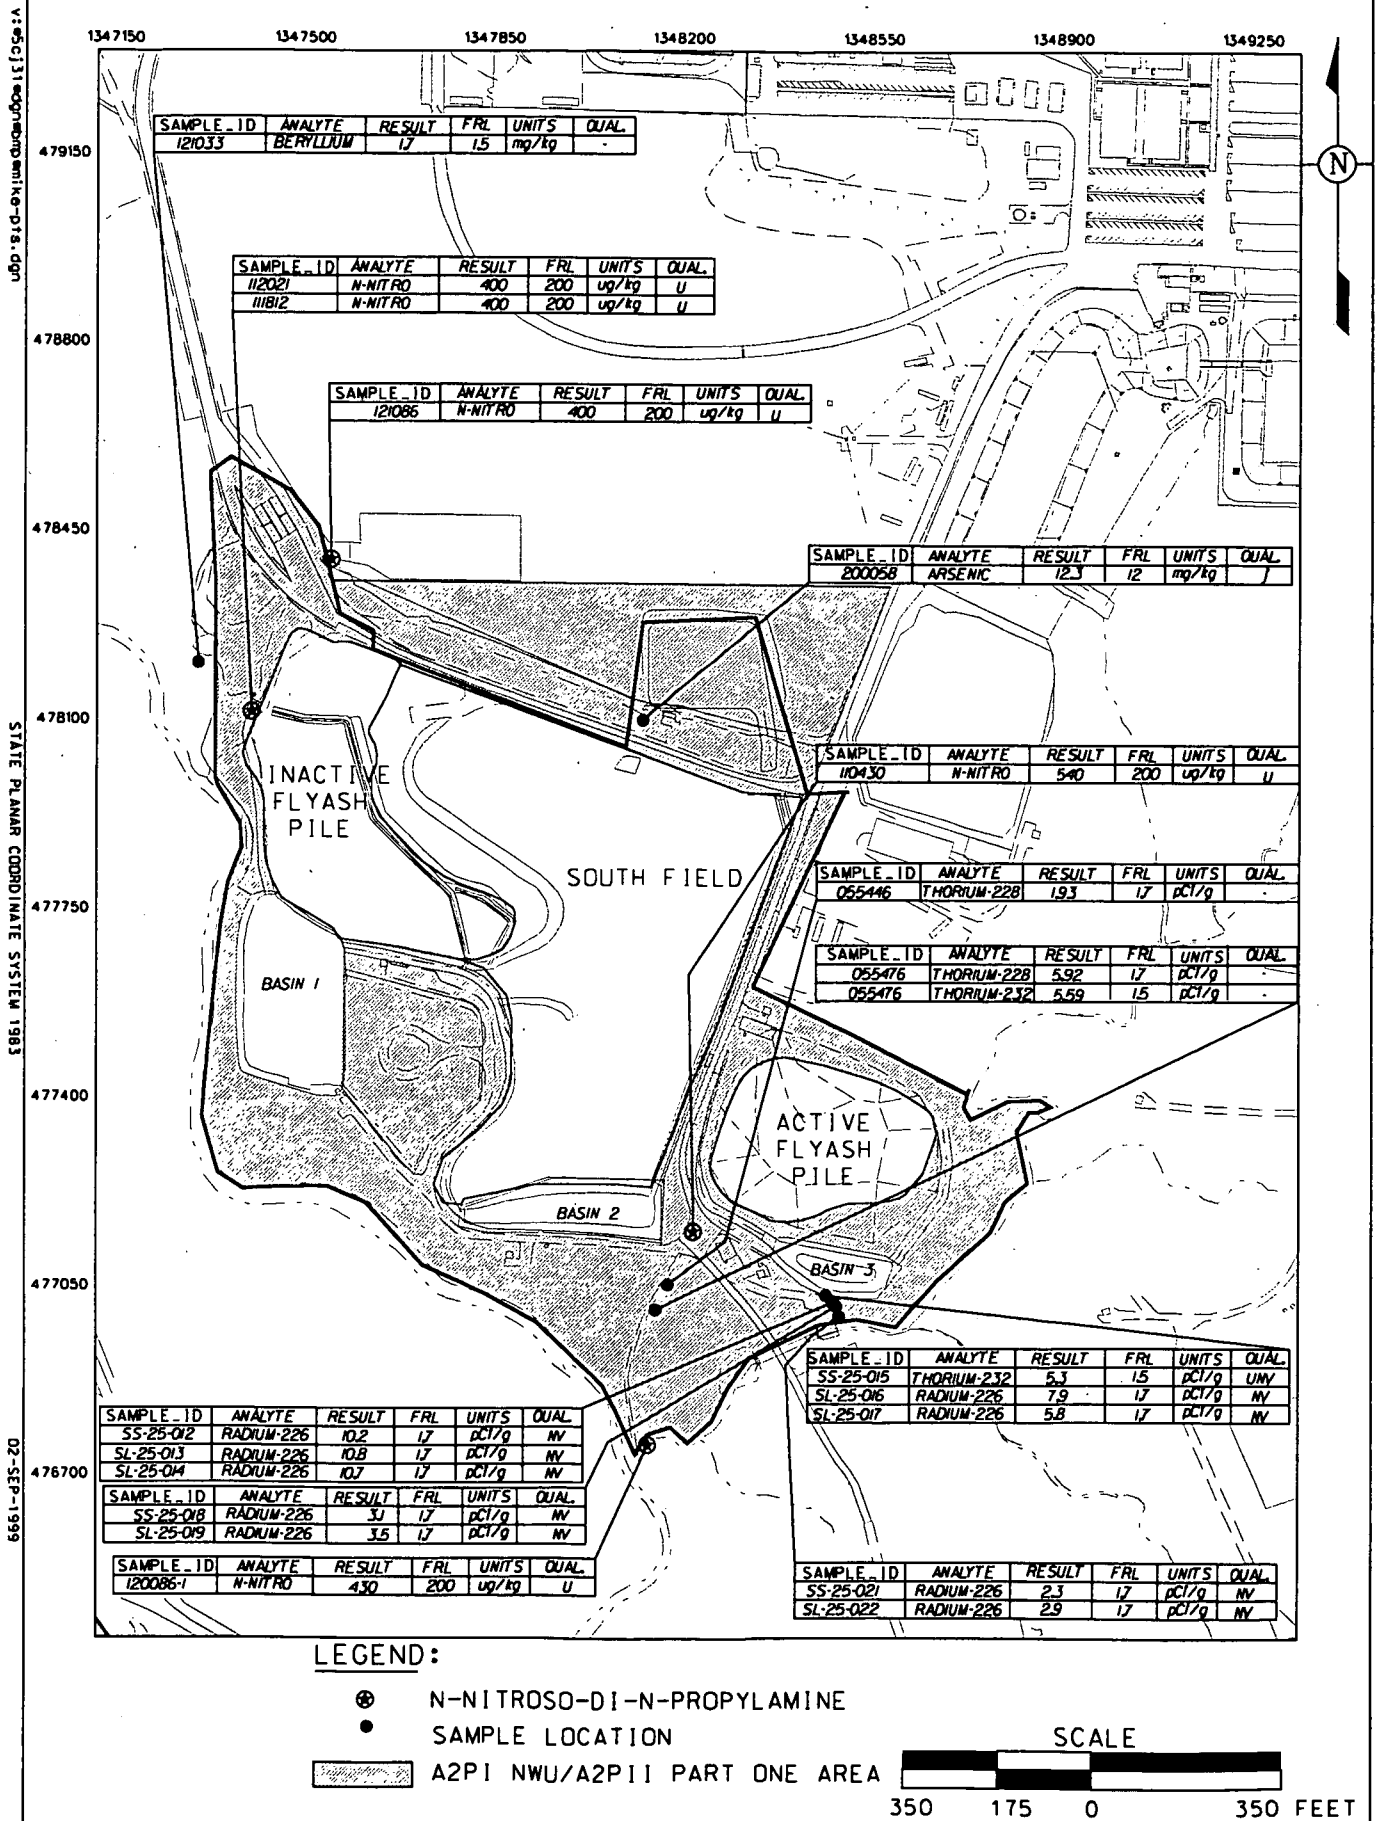 1347150 1347500 1347850 1348200 1348550 1348900 1349250
479150
478800
478450
478100
477750
477400
477050
476700
STATE PLANAR COORDINATE SYSTEM 1983
02-SEP-1999
N
SAMPLE_ID ANALYTE RESULT FRL UNITS QUAL.
121033 BERYLLIUM 1.7 1.5 mg/kg -
SAMPLE_ID ANALYTE RESULT FRL UNITS QUAL.
112021 N-NITRO 400 200 ug/kg U
111812 N-NITRO 400 200 ug/kg U
SAMPLE_ID ANALYTE RESULT FRL UNITS QUAL.
121086 N-NITRO 400 200 ug/kg U
SAMPLE_ID ANALYTE RESULT FRL UNITS QUAL.
200058 ARSENIC 12.3 12 mg/kg J
SAMPLE_ID ANALYTE RESULT FRL UNITS QUAL.
110430 N-NITRO 540 200 ug/kg U
INACTIVE
FLYASH
PILE
SOUTH FIELD
SAMPLE_ID ANALYTE RESULT FRL UNITS QUAL.
055446 THORIUM-228 1.93 1.7 pCi/g -
SAMPLE_ID ANALYTE RESULT FRL UNITS QUAL.
055476 THORIUM-228 5.92 1.7 pCi/g -
055476 THORIUM-232 5.59 1.5 pCi/g -
BASIN 1
ACTIVE
FLYASH
PILE
BASIN 2
BASIN 3
SAMPLE_ID ANALYTE RESULT FRL UNITS QUAL.
SS-25-015 THORIUM-232 5.3 1.5 pCi/g UNV
SL-25-016 RADIUM-226 7.9 1.7 pCi/g NV
SL-25-017 RADIUM-226 5.8 1.7 pCi/g NV
SAMPLE_ID ANALYTE RESULT FRL UNITS QUAL.
SS-25-012 RADIUM-226 10.2 1.7 pCi/g NV
SL-25-013 RADIUM-226 10.8 1.7 pCi/g NV
SL-25-014 RADIUM-226 10.7 1.7 pCi/g NV
SAMPLE_ID ANALYTE RESULT FRL UNITS QUAL.
SS-25-018 RADIUM-226 3.1 1.7 pCi/g NV
SL-25-019 RADIUM-226 3.5 1.7 pCi/g NV
SAMPLE_ID ANALYTE RESULT FRL UNITS QUAL.
120086-1 N-NITRO 430 200 ug/kg U
SAMPLE_ID ANALYTE RESULT FRL UNITS QUAL.
SS-25-021 RADIUM-226 2.3 1.7 pCi/g NV
SL-25-022 RADIUM-226 2.9 1.7 pCi/g NV
LEGEND:
N-NITROSO-DI-N-PROPYLAMINE
SAMPLE LOCATION
A2PI NWU/A2PII PART ONE AREA
SCALE
350 175 0 350 FEET